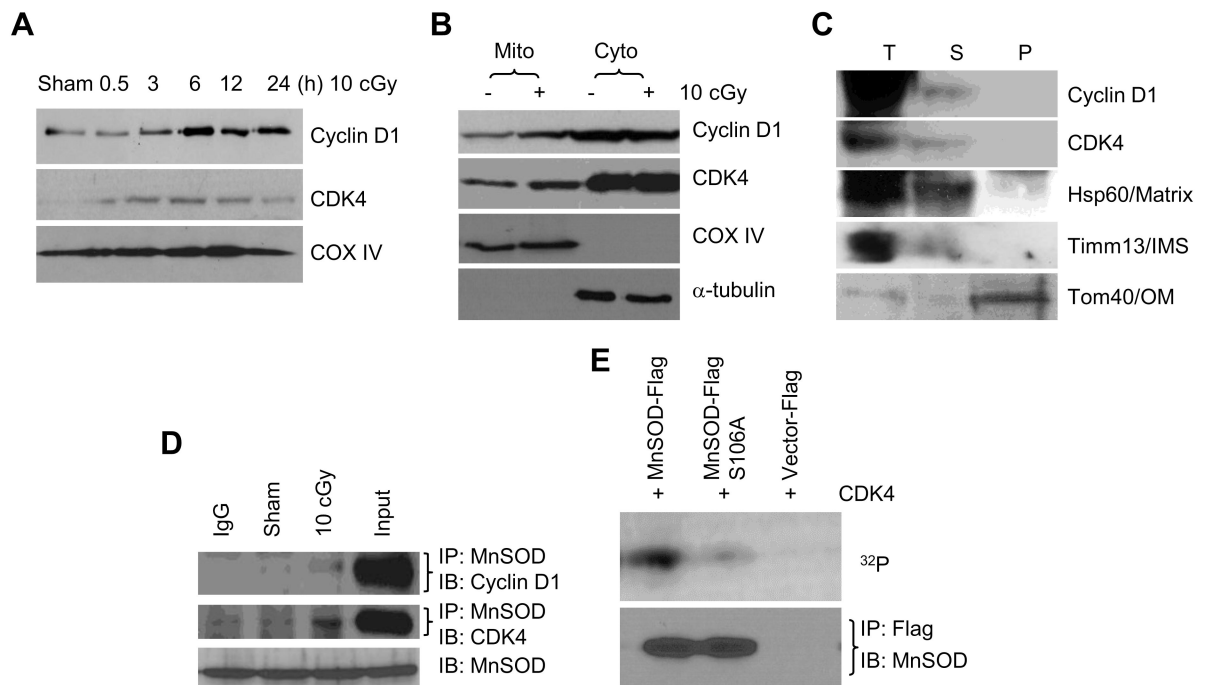 A
Sham 0.5 3 6 12 24 (h) 10 cGy
Cyclin D1
CDK4
COX IV
B
Mito Cyto
- + - + 10 cGy
Cyclin D1
CDK4
COX IV
α-tubulin
C
T S P
Cyclin D1
CDK4
Hsp60/Matrix
Timm13/IMS
Tom40/OM
D
IgG
Sham
10 cGy
Input
IP: MnSOD
IB: Cyclin D1
IP: MnSOD
IB: CDK4
IB: MnSOD
E
MnSOD-Flag
MnSOD-Flag
S106A
Vector-Flag
+ + + CDK4
³²P
IP: Flag
IB: MnSOD